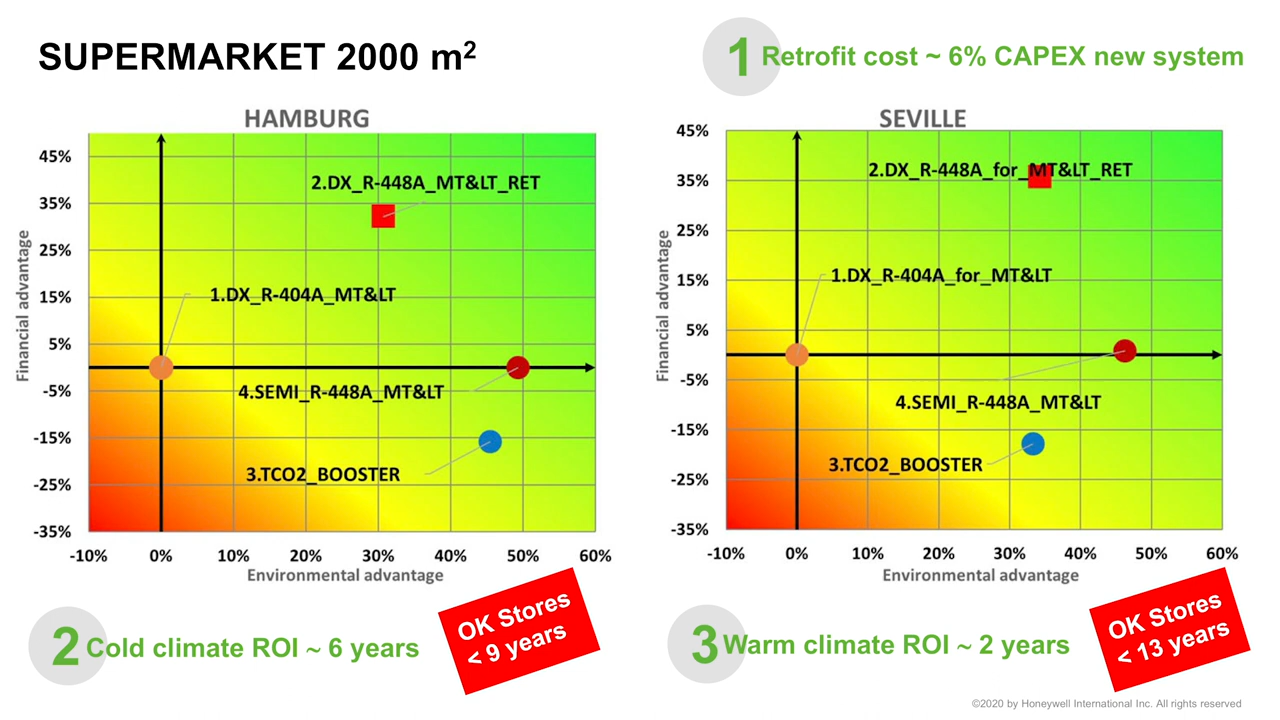 SUPERMARKET 2000 m²
1 Retrofit cost ~ 6% CAPEX new system
HAMBURG
45%
35%
25%
15%
5%
-5%
-15%
-25%
-35%
Financial advantage
2.DX_R-448A_MT&LT_RET
1.DX_R-404A_MT&LT
4.SEMI_R-448A_MT&LT
3.TCO2_BOOSTER
-10% 0% 10% 20% 30% 40% 50% 60%
Environmental advantage
SEVILLE
45%
35%
25%
15%
5%
-5%
-15%
-25%
-35%
Financial advantage
2.DX_R-448A_for_MT&LT_RET
1.DX_R-404A_for_MT&LT
4.SEMI_R-448A_MT&LT
3.TCO2_BOOSTER
-10% 0% 10% 20% 30% 40% 50% 60%
Environmental advantage
2 Cold climate ROI ~ 6 years
OK Stores
< 9 years
3 Warm climate ROI ~ 2 years
OK Stores
< 13 years
©2020 by Honeywell International Inc. All rights reserved